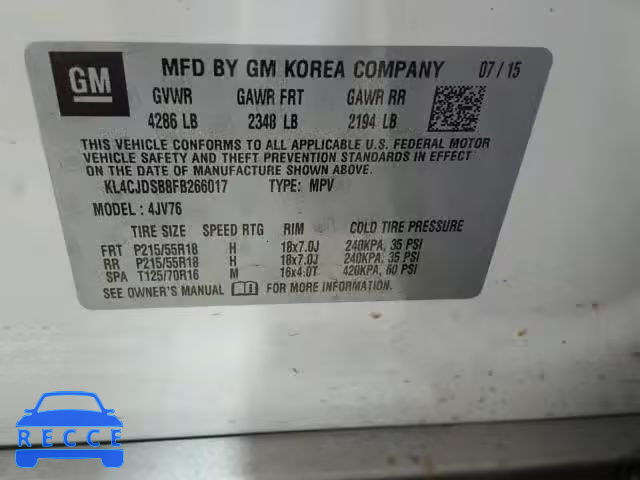 GM
MFD BY GM KOREA COMPANY 07/15
GVWR GAWR FRT GAWR RR
4286 LB 2348 LB 2194 LB
THIS VEHICLE CONFORMS TO ALL APPLICABLE U.S. FEDERAL MOTOR
VEHICLE SAFETY AND THEFT PREVENTION STANDARDS IN EFFECT
ON THE DATE OF MANUFACTURE SHOWN ABOVE.
KL4CJDSB8FB266017 TYPE: MPV
MODEL: 4JV76
TIRE SIZE SPEED RTG RIM COLD TIRE PRESSURE
FRT P215/55R18 H 18x7.0J 240KPA, 35 PSI
RR P215/55R18 H 18x7.0J 240KPA, 35 PSI
SPA T125/70R16 M 16x4.0T 420KPA, 60 PSI
SEE OWNER'S MANUAL FOR MORE INFORMATION.
RECCE